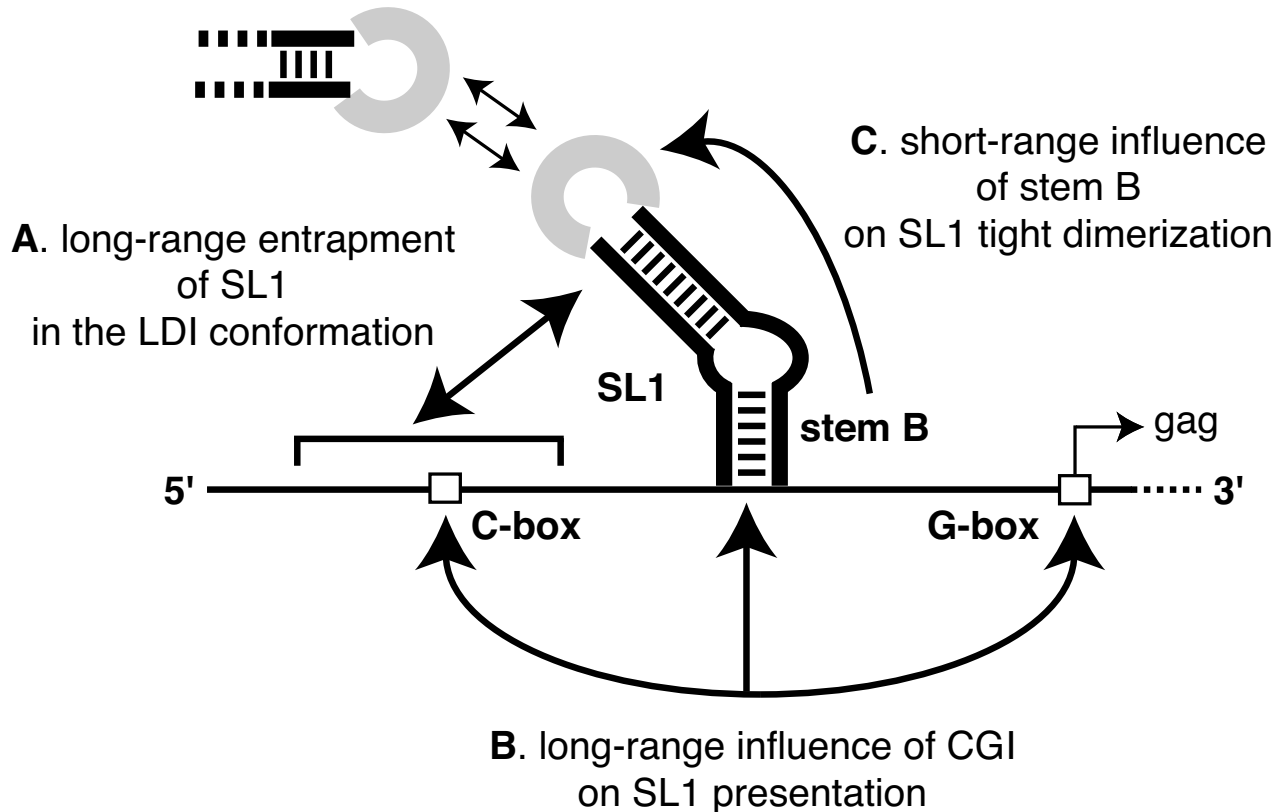 C. short-range influence
of stem B
on SL1 tight dimerization
A. long-range entrapment
of SL1
in the LDI conformation
SL1
stem B
gag
5'
3'
C-box
G-box
B. long-range influence of CGI
on SL1 presentation